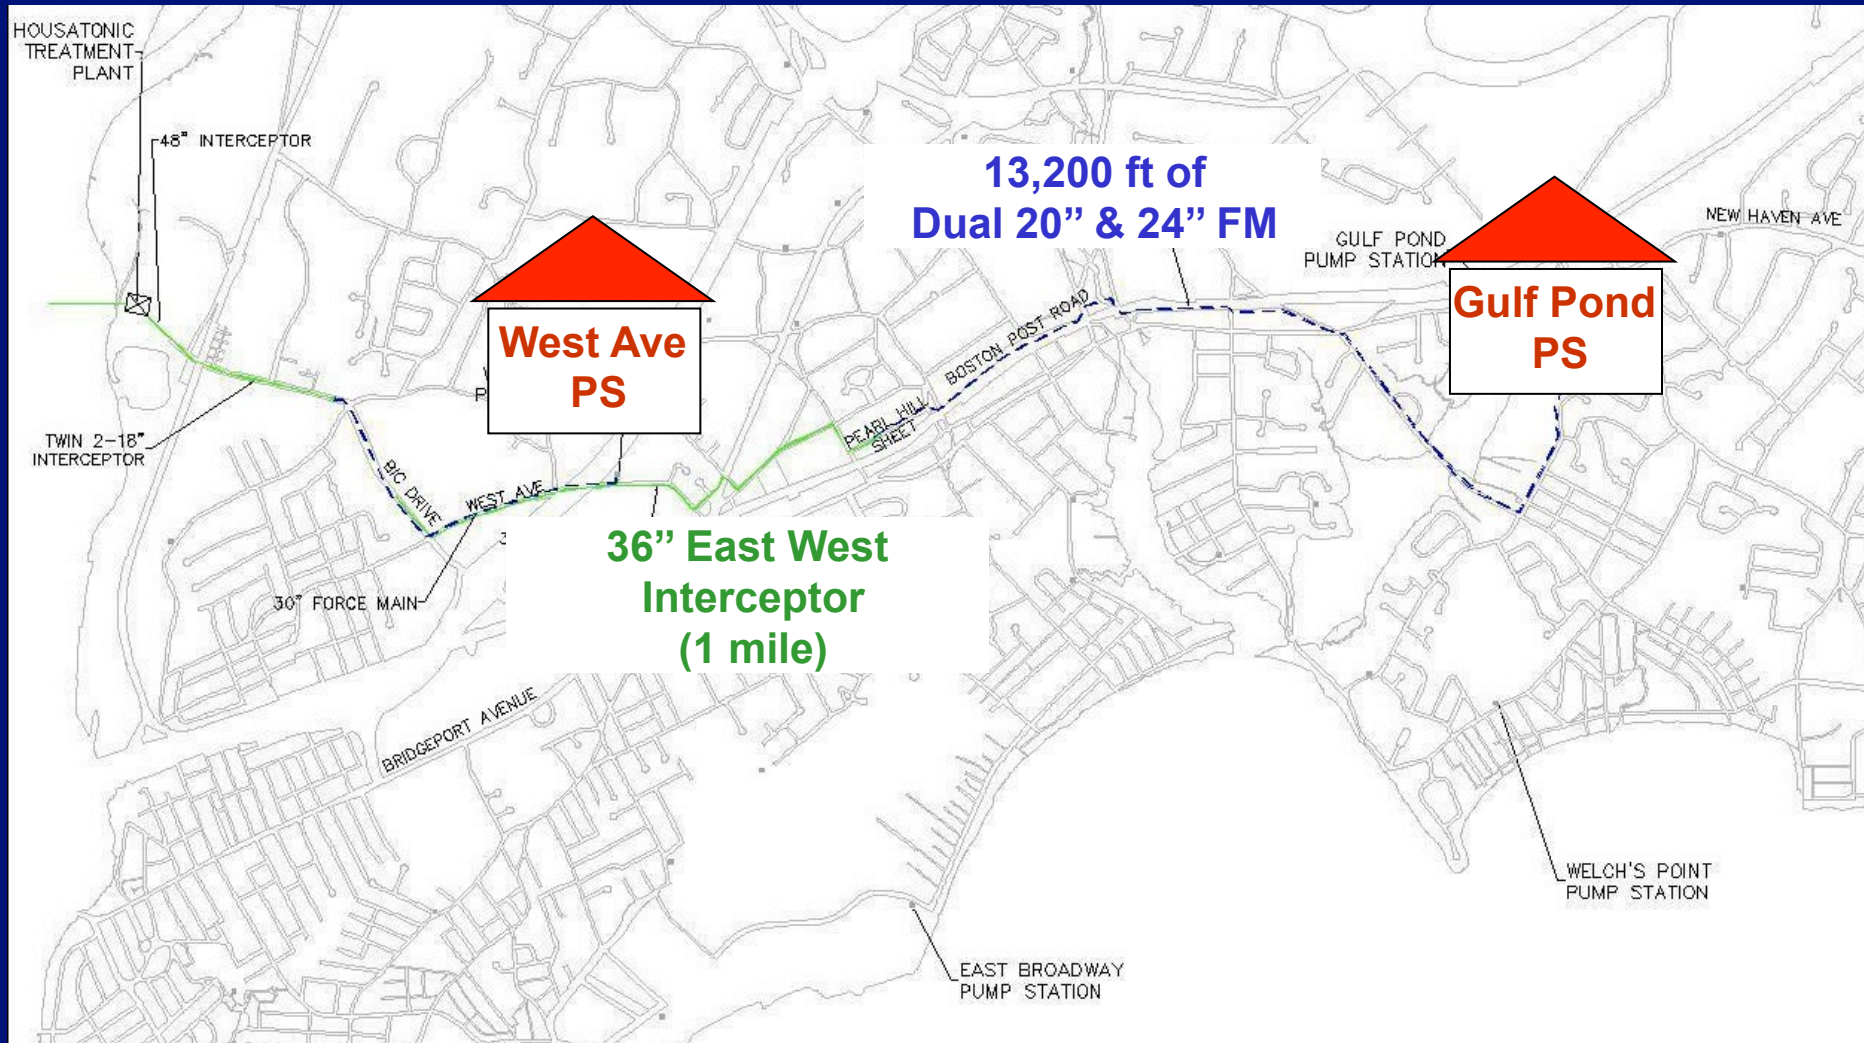 HOUSATONIC
TREATMENT
PLANT
48" INTERCEPTOR
13,200 ft of
Dual 20” & 24” FM
GULF POND
PUMP STATION
NEW HAVEN AVE
West Ave
PS
Gulf Pond
PS
BOSTON POST ROAD
PEARL HILL
SHEET
TWIN 2-18"
INTERCEPTOR
BIC DRIVE
WEST AVE
36” East West
Interceptor
(1 mile)
30" FORCE MAIN
BRIDGEPORT AVENUE
WELCH'S POINT
PUMP STATION
EAST BROADWAY
PUMP STATION